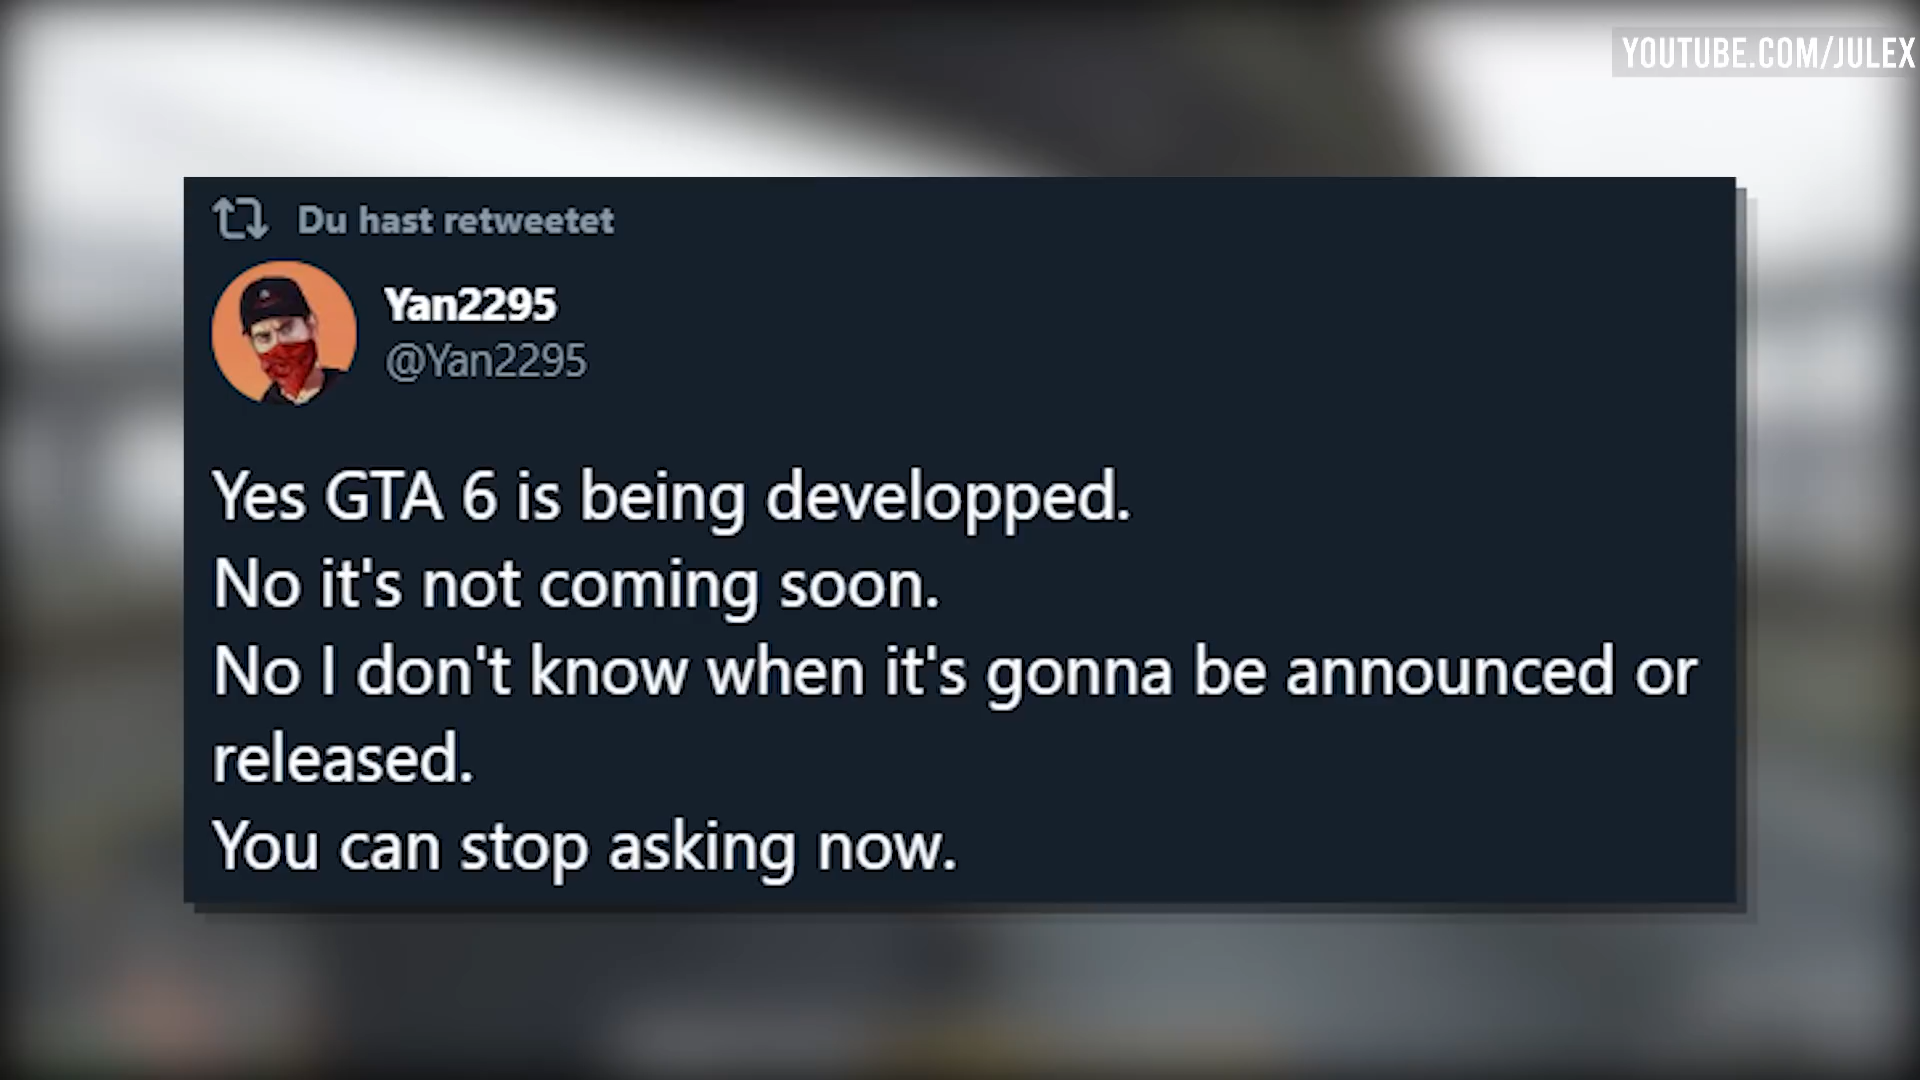 YOUTUBE.COM/JULEX
Du hast retweetet
Yan2295
@Yan2295
Yes GTA 6 is being developped.
No it's not coming soon.
No I don't know when it's gonna be announced or
released.
You can stop asking now.